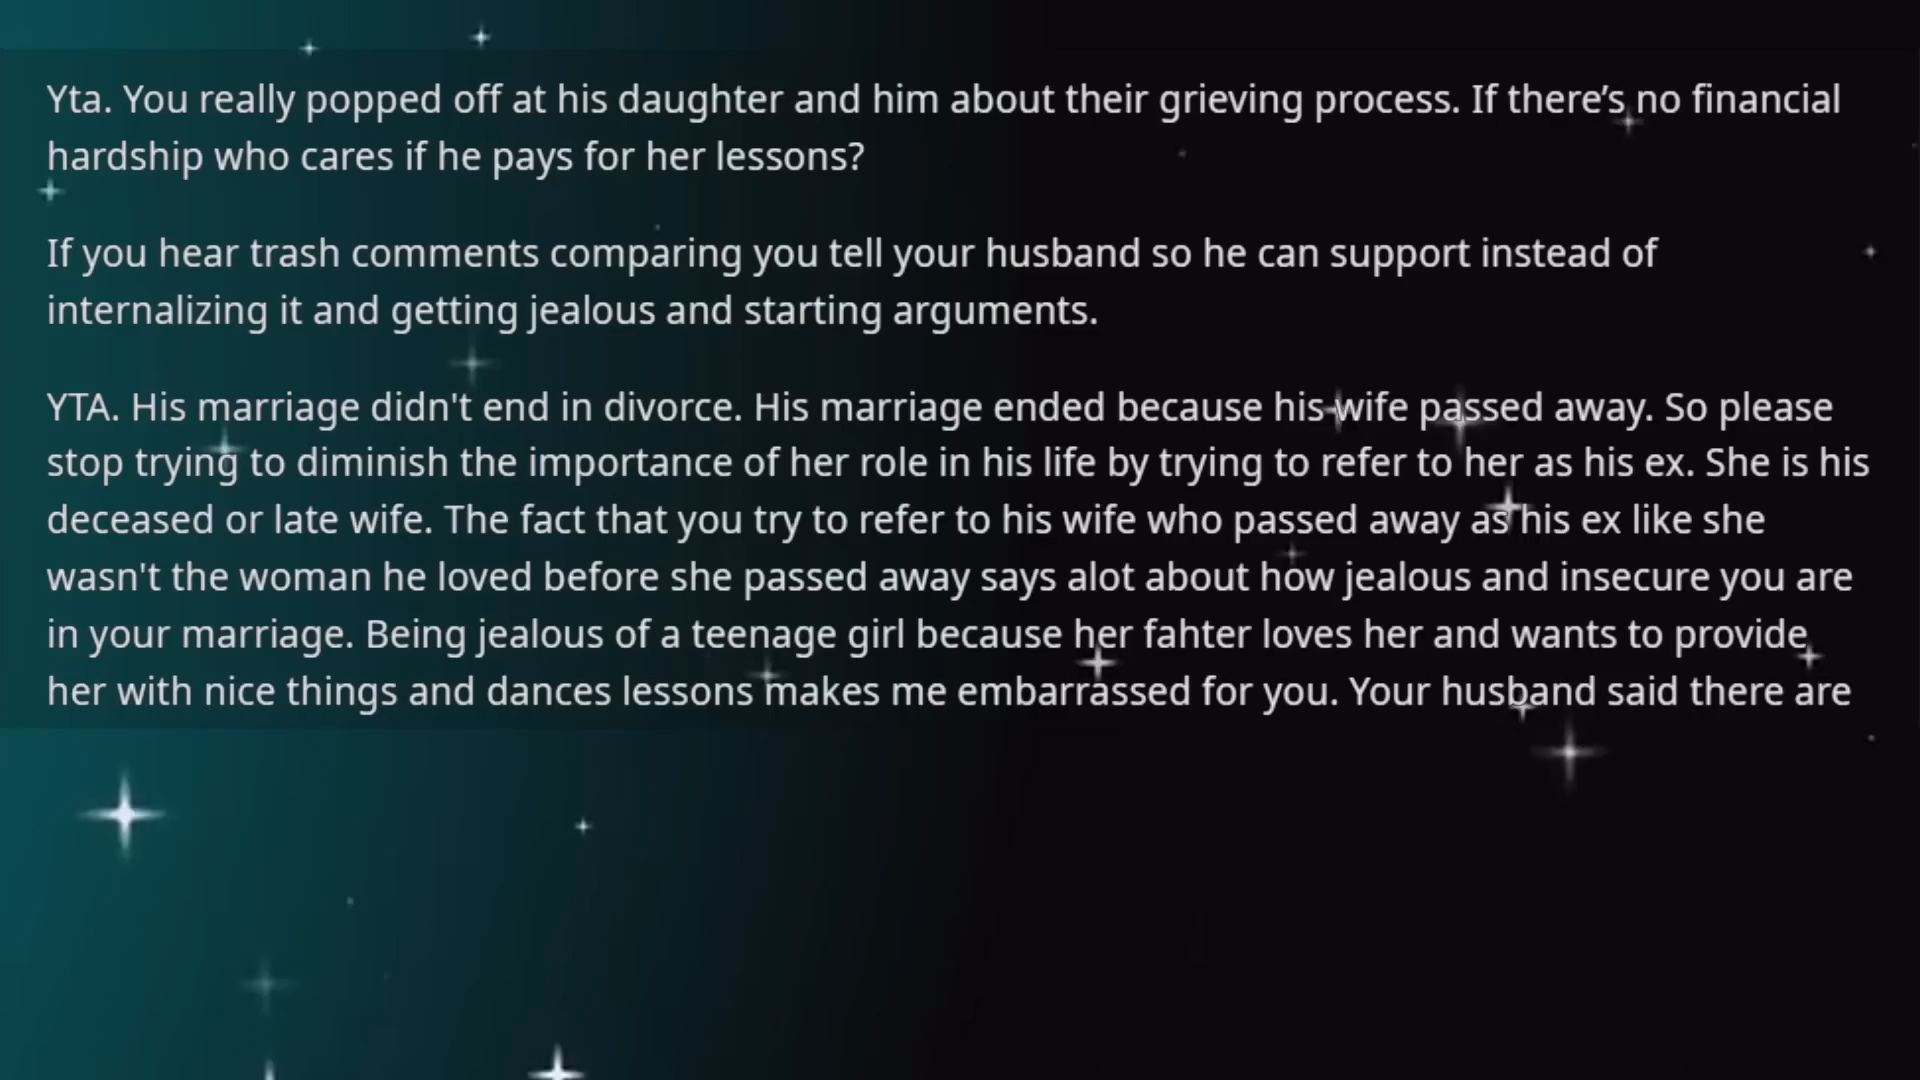 Yta. You really popped off at his daughter and him about their grieving process. If there’s no financial
hardship who cares if he pays for her lessons?
If you hear trash comments comparing you tell your husband so he can support instead of
internalizing it and getting jealous and starting arguments.
YTA. His marriage didn't end in divorce. His marriage ended because his wife passed away. So please
stop trying to diminish the importance of her role in his life by trying to refer to her as his ex. She is his
deceased or late wife. The fact that you try to refer to his wife who passed away as his ex like she
wasn't the woman he loved before she passed away says alot about how jealous and insecure you are
in your marriage. Being jealous of a teenage girl because her fahter loves her and wants to provide
her with nice things and dances lessons makes me embarrassed for you. Your husband said there are